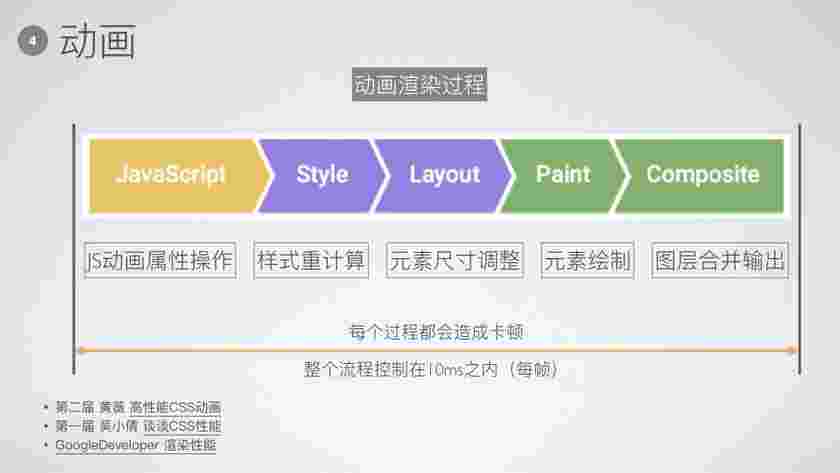 4 动画
动画渲染过程
JavaScript Style Layout Paint Composite
JS动画属性操作 样式重计算 元素尺寸调整 元素绘制 图层合并输出
每个过程都会造成卡顿
整个流程控制在10ms之内（每帧）
• 第二届 黄薇 高性能CSS动画
• 第一届 吴小倩 谈谈CSS性能
• GoogleDeveloper 渲染性能